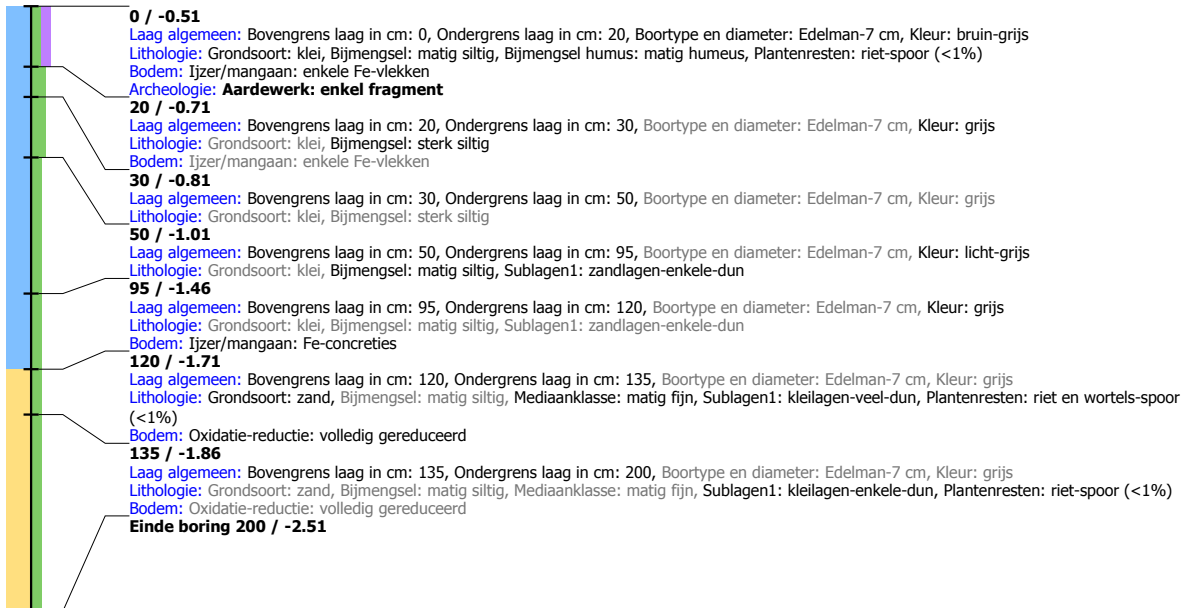 0 / -0.51
Laag algemeen: Bovengrens laag in cm: 0, Ondergrens laag in cm: 20, Boortype en diameter: Edelman-7 cm, Kleur: bruin-grijs
Lithologie: Grondsoort: klei, Bijmengsel: matig siltig, Bijmengsel humus: matig humeus, Plantenresten: riet-spoor (<1%)
Bodem: Ijzer/mangaan: enkele Fe-vlekken
Archeologie: Aardewerk: enkel fragment
20 / -0.71
Laag algemeen: Bovengrens laag in cm: 20, Ondergrens laag in cm: 30, Boortype en diameter: Edelman-7 cm, Kleur: grijs
Lithologie: Grondsoort: klei, Bijmengsel: sterk siltig
Bodem: Ijzer/mangaan: enkele Fe-vlekken
30 / -0.81
Laag algemeen: Bovengrens laag in cm: 30, Ondergrens laag in cm: 50, Boortype en diameter: Edelman-7 cm, Kleur: grijs
Lithologie: Grondsoort: klei, Bijmengsel: sterk siltig
50 / -1.01
Laag algemeen: Bovengrens laag in cm: 50, Ondergrens laag in cm: 95, Boortype en diameter: Edelman-7 cm, Kleur: licht-grijs
Lithologie: Grondsoort: klei, Bijmengsel: matig siltig, Sublagen1: zandlagen-enkele-dun
95 / -1.46
Laag algemeen: Bovengrens laag in cm: 95, Ondergrens laag in cm: 120, Boortype en diameter: Edelman-7 cm, Kleur: grijs
Lithologie: Grondsoort: klei, Bijmengsel: matig siltig, Sublagen1: zandlagen-enkele-dun
Bodem: Ijzer/mangaan: Fe-concreties
120 / -1.71
Laag algemeen: Bovengrens laag in cm: 120, Ondergrens laag in cm: 135, Boortype en diameter: Edelman-7 cm, Kleur: grijs
Lithologie: Grondsoort: zand, Bijmengsel: matig siltig, Mediaanklasse: matig fijn, Sublagen1: kleilagen-veel-dun, Plantenresten: riet en wortels-spoor
(<1%)
Bodem: Oxidatie-reductie: volledig gereduceerd
135 / -1.86
Laag algemeen: Bovengrens laag in cm: 135, Ondergrens laag in cm: 200, Boortype en diameter: Edelman-7 cm, Kleur: grijs
Lithologie: Grondsoort: zand, Bijmengsel: matig siltig, Mediaanklasse: matig fijn, Sublagen1: kleilagen-enkele-dun, Plantenresten: riet-spoor (<1%)
Bodem: Oxidatie-reductie: volledig gereduceerd
Einde boring 200 / -2.51